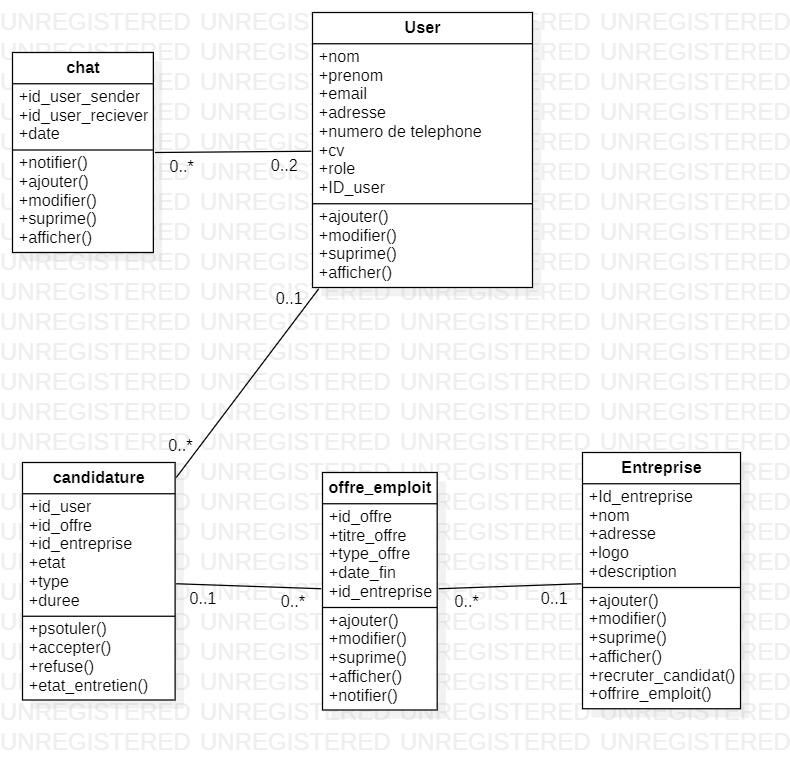 User
+nom
+prenom
+email
+adresse
+numero de telephone
+cv
+role
+ID_user
+ajouter()
+modifier()
+suprime()
+afficher()
chat
+id_user_sender
+id_user_reciever
+date
+notifier()
+ajouter()
+modifier()
+suprime()
+afficher()
0..*
0..2
0..1
0..*
candidature
+id_user
+id_offre
+id_entreprise
+etat
+type
+duree
+psotuler()
+accepter()
+refuse()
+etat_entretien()
0..1
0..*
offre_emploit
+id_offre
+titre_offre
+type_offre
+date_fin
+id_entreprise
+ajouter()
+modifier()
+suprime()
+afficher()
+notifier()
0..*
0..1
Entreprise
+Id_entreprise
+nom
+adresse
+logo
+description
+ajouter()
+modifier()
+suprime()
+afficher()
+recruter_candidat()
+offrire_emploit()
UNREGISTERED